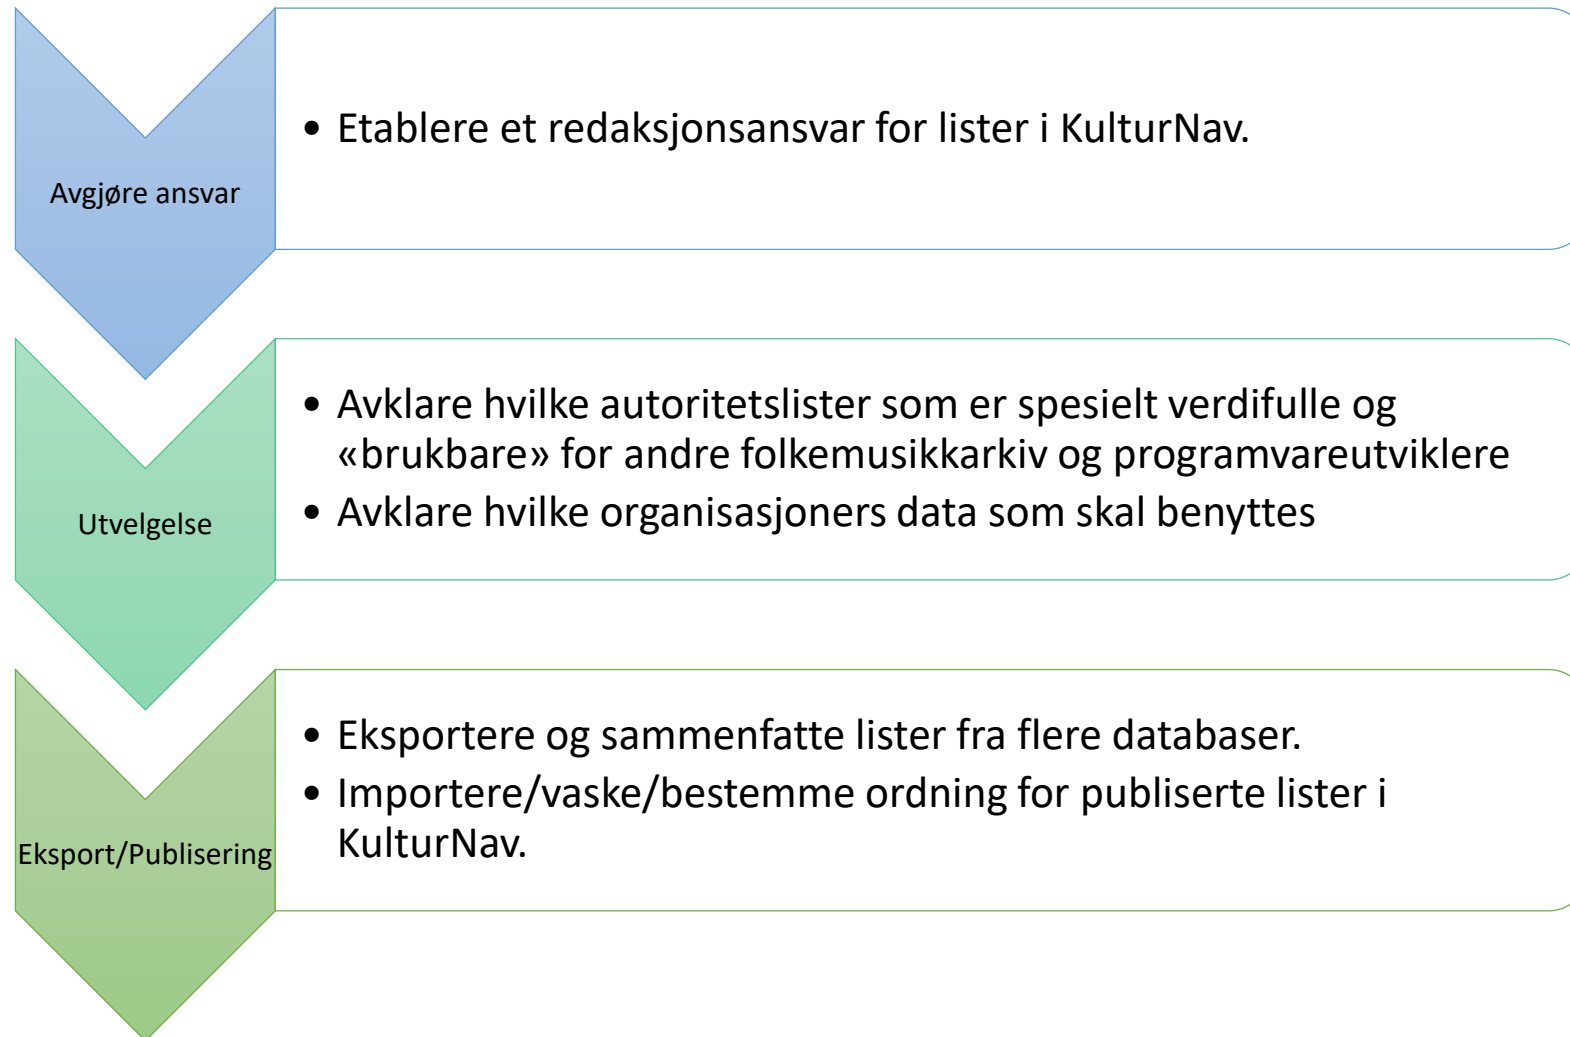 Avgjøre ansvar
• Etablere et redaksjonsansvar for lister i KulturNav.
Utvelgelse
• Avklare hvilke autoritetslister som er spesielt verdifulle og
«brukbare» for andre folkemusikkarkiv og programvareutviklere
• Avklare hvilke organisasjoners data som skal benyttes
Eksport/Publisering
• Eksportere og sammenfatte lister fra flere databaser.
• Importere/vaske/bestemme ordning for publiserte lister i
KulturNav.